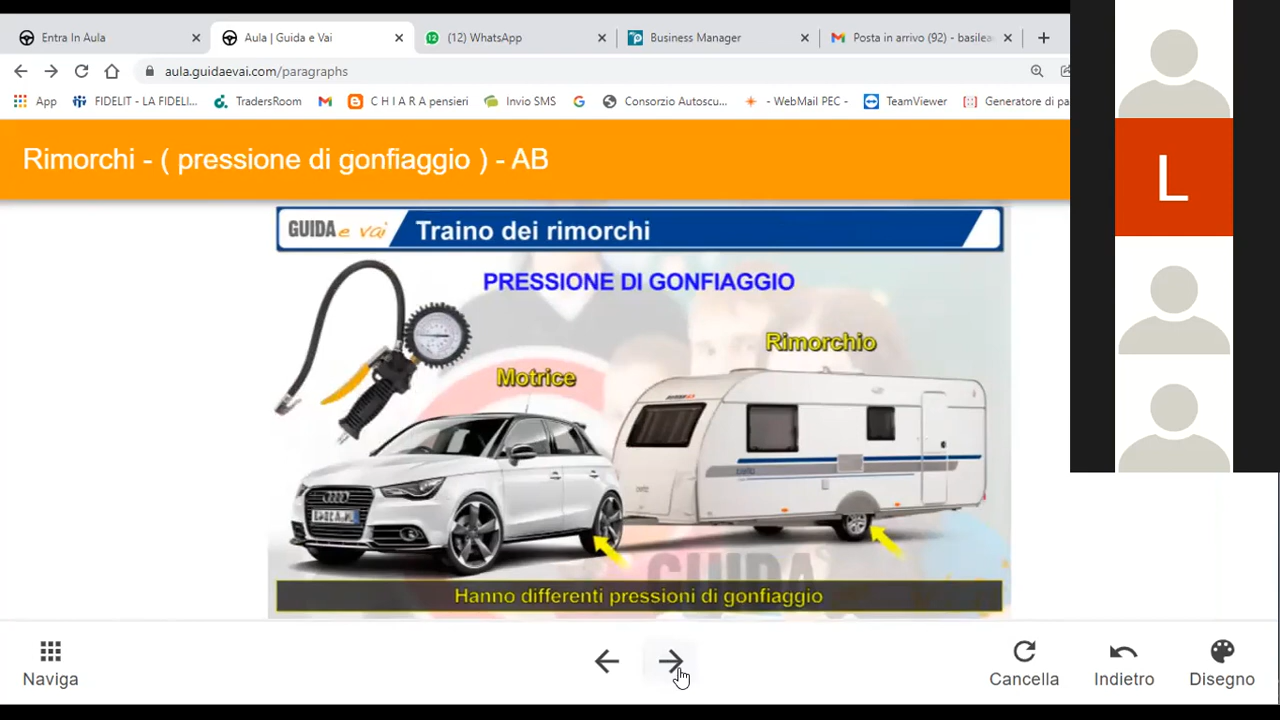 Entra In Aula
Aula | Guida e Vai
(12) WhatsApp
Business Manager
Posta in arrivo (92) - basilea
aula.guidaevai.com/paragraphs
App
FIDELIT - LA FIDELI...
TradersRoom
C H I A R A pensieri
Invio SMS
Consorzio Autoscu...
- WebMail PEC -
TeamViewer
Generatore di pa
Rimorchi - ( pressione di gonfiaggio ) - AB
L
GUIDA e vai
Traino dei rimorchi
PRESSIONE DI GONFIAGGIO
Rimorchio
Motrice
GUIDA
Hanno differenti pressioni di gonfiaggio
Naviga
Cancella
Indietro
Disegno